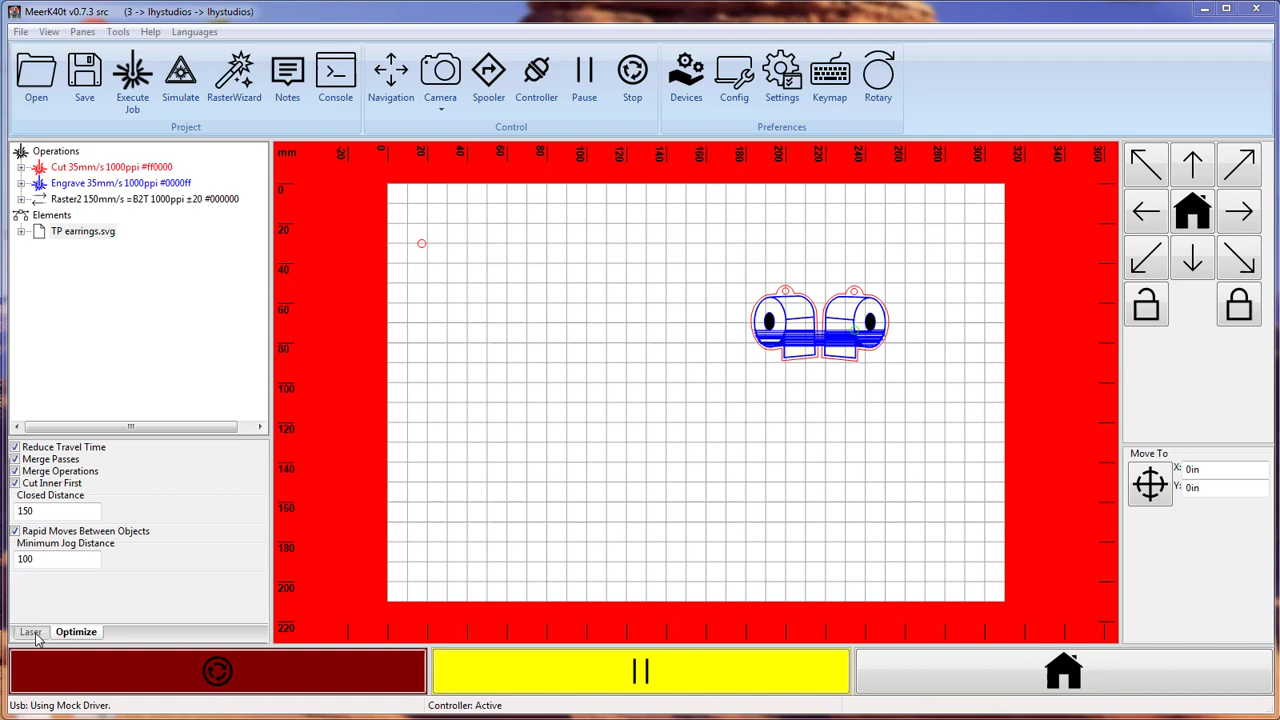 MeerK40t v0.7.3 src (3 -> lhystudios -> lhystudios)
File View Panes Tools Help Languages
Open Save Execute Job Simulate RasterWizard Notes Console Navigation Camera Spooler Controller Pause Stop Devices Config Settings Keymap Rotary
Project Control Preferences
Operations
Cut 35mm/s 1000ppi #ff0000
Engrave 35mm/s 1000ppi #0000ff
Raster2 150mm/s =B2T 1000ppi ±20 #000000
Elements
TP earrings.svg
Reduce Travel Time
Merge Passes
Merge Operations
Cut Inner First
Closed Distance
150
Rapid Moves Between Objects
Minimum Jog Distance
100
Laser Optimize
mm -20 0 20 40 60 80 100 120 140 160 180 200 220 240 260 280 300 320 340 360
0
20
40
60
80
100
120
140
160
180
200
220
Move To
X: 0in
Y: 0in
Usb: Using Mock Driver. Controller: Active